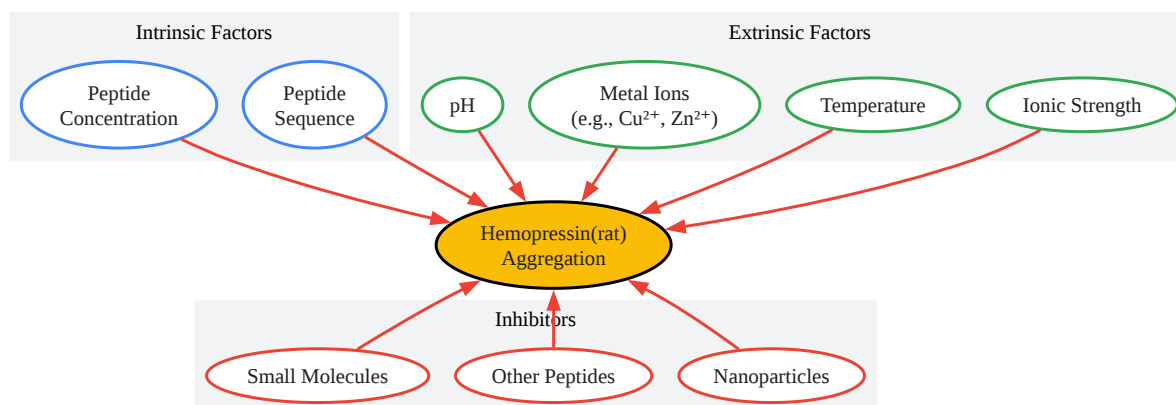 Intrinsic Factors
Extrinsic Factors
Peptide
Concentration
Peptide
Sequence
pH
Metal Ions
(e.g., Cu²⁺, Zn²⁺)
Temperature
Ionic Strength
Hemopressin(rat)
Aggregation
Inhibitors
Small Molecules
Other Peptides
Nanoparticles